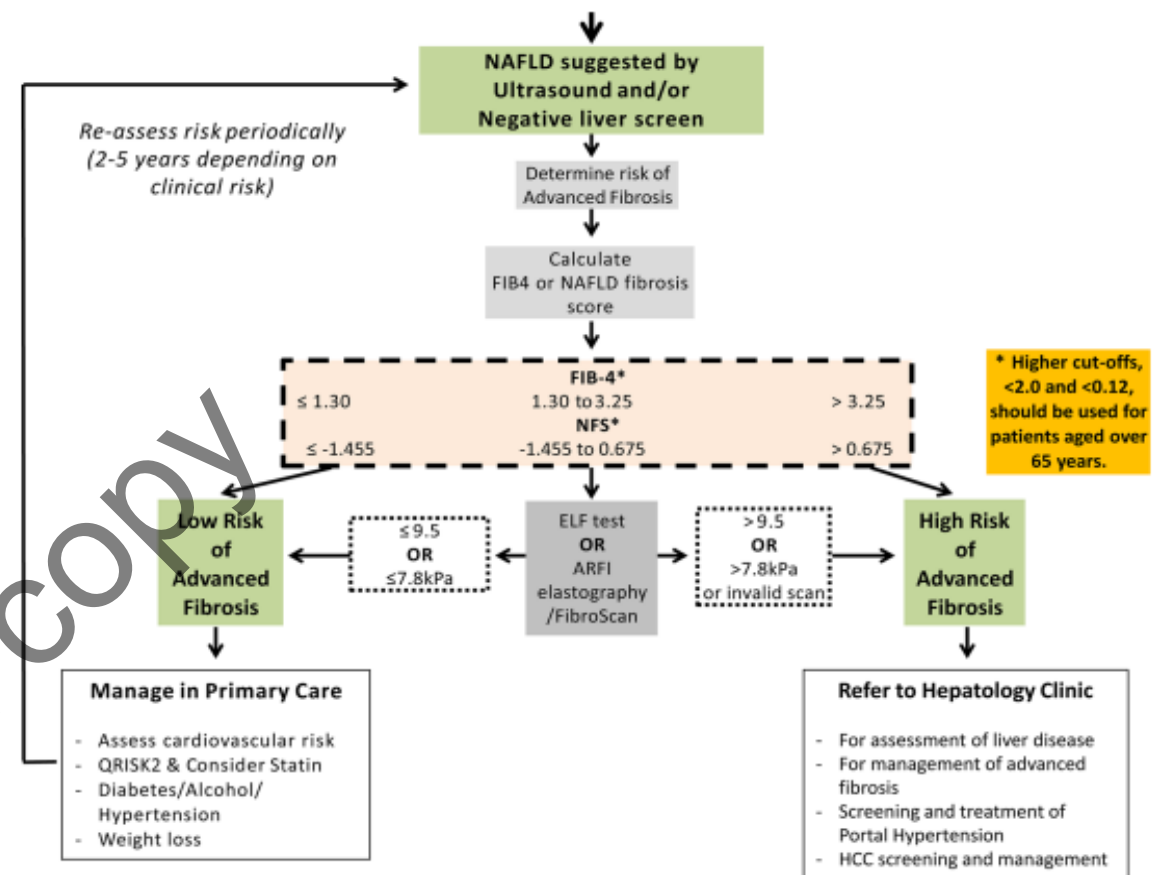 NAFLD suggested by
Ultrasound and/or
Negative liver screen
Re-assess risk periodically
(2-5 years depending on
clinical risk)
Determine risk of
Advanced Fibrosis
Calculate
FIB4 or NAFLD fibrosis
score
FIB-4*
≤ 1.30 1.30 to 3.25 > 3.25
NFS*
≤ -1.455 -1.455 to 0.675 > 0.675
* Higher cut-offs,
<2.0 and <0.12,
should be used for
patients aged over
65 years.
Low Risk
of
Advanced
Fibrosis
≤ 9.5
OR
≤7.8kPa
ELF test
OR
ARFI
elastography
/FibroScan
> 9.5
OR
>7.8kPa
or invalid scan
High Risk
of
Advanced
Fibrosis
Manage in Primary Care
- Assess cardiovascular risk
- QRISK2 & Consider Statin
- Diabetes/Alcohol/
Hypertension
- Weight loss
Refer to Hepatology Clinic
- For assessment of liver disease
- For management of advanced
fibrosis
- Screening and treatment of
Portal Hypertension
- HCC screening and management
copy